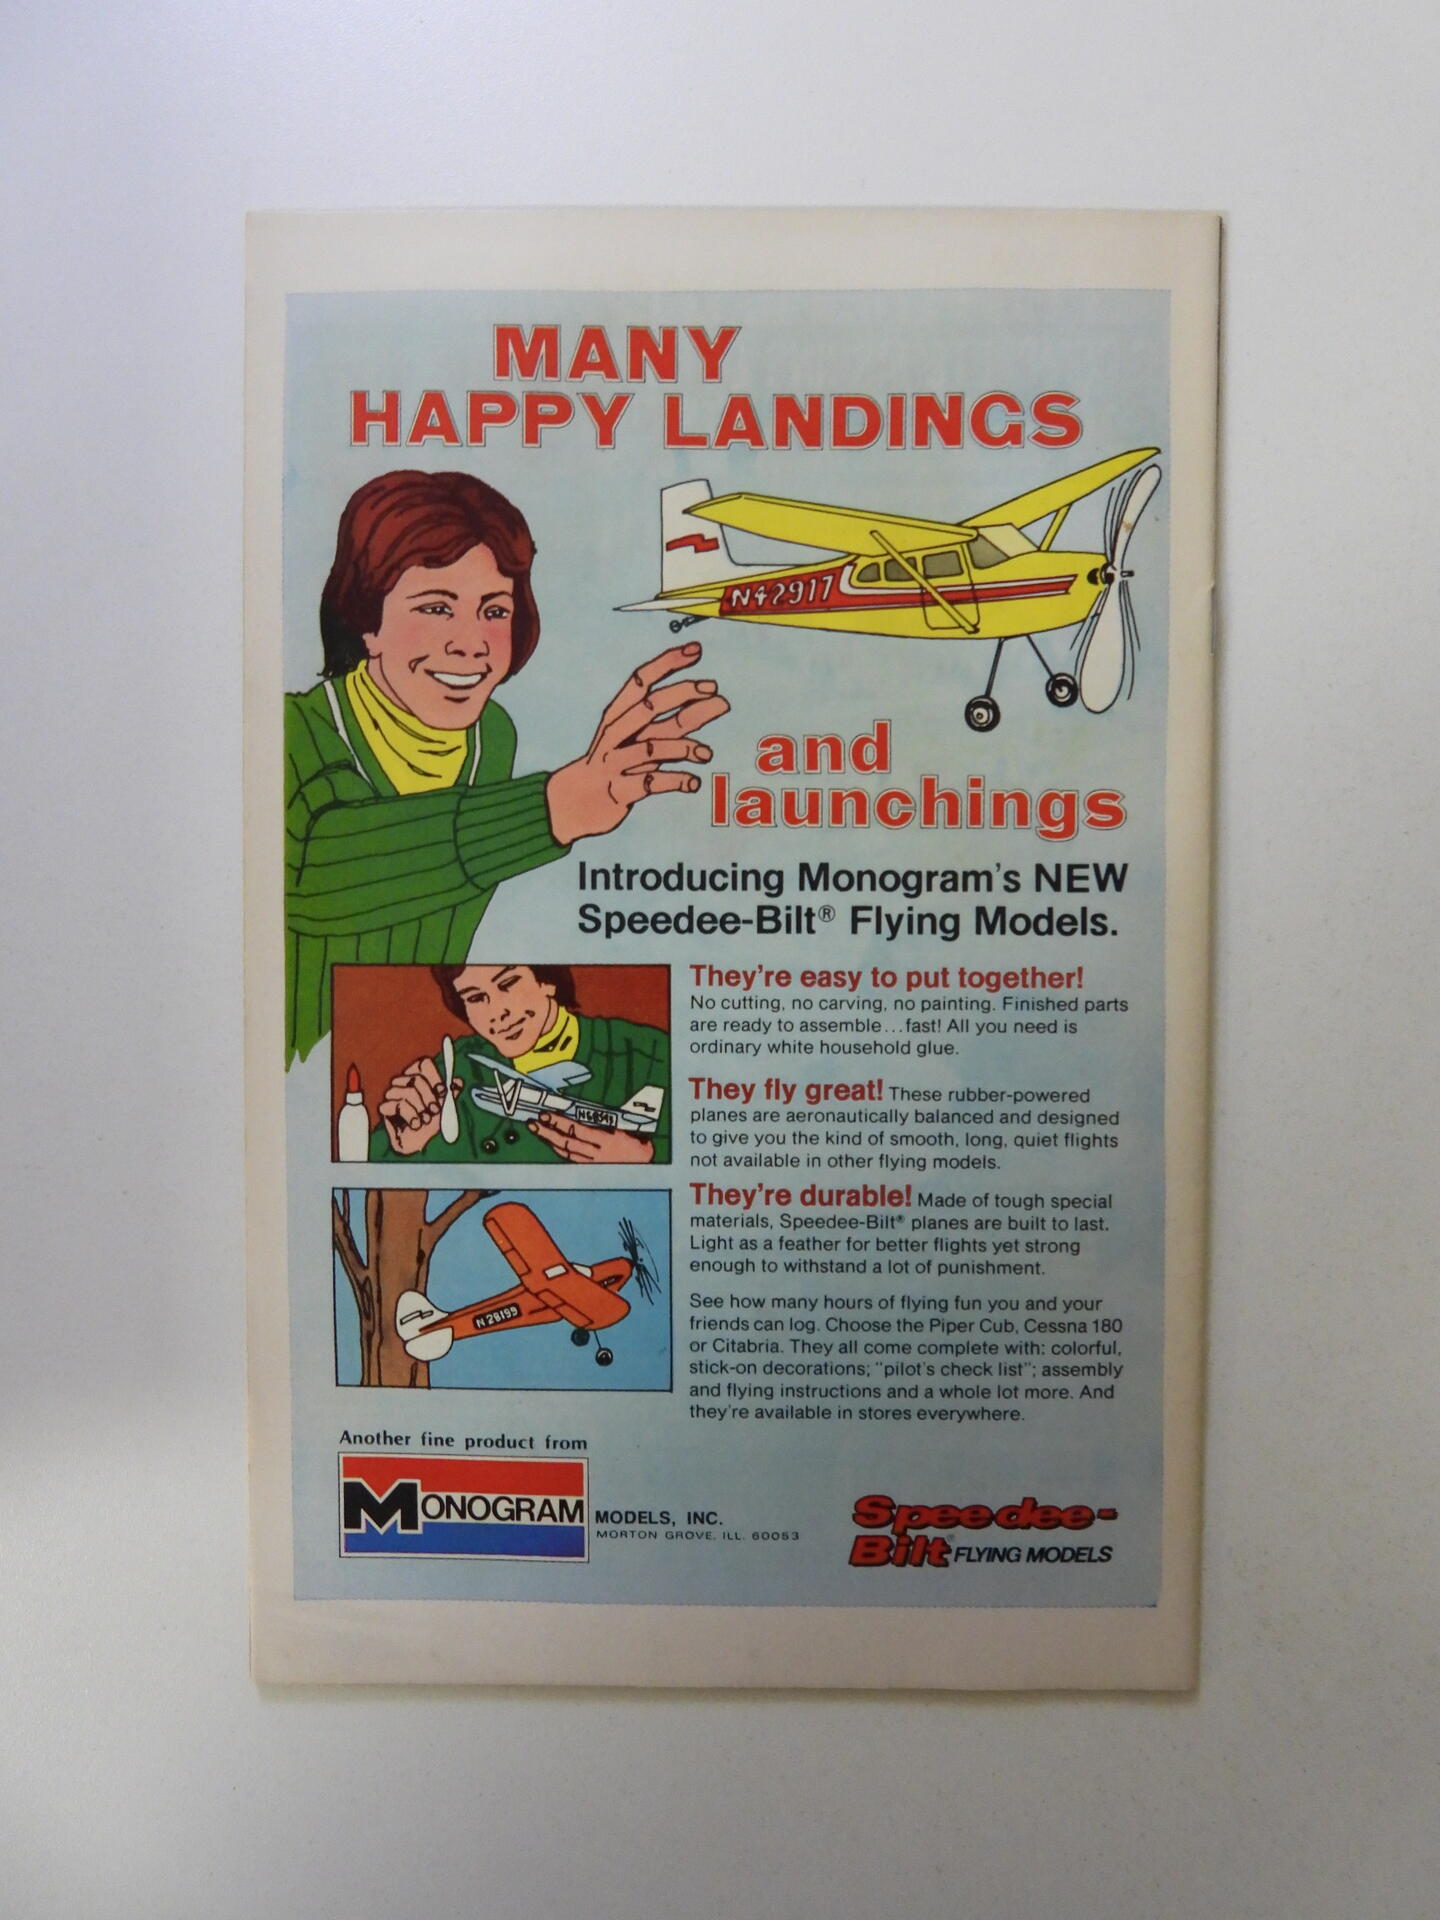 MANY
HAPPY LANDINGS
N42917
and
launchings
Introducing Monogram's NEW
Speedee-Bilt® Flying Models.
They're easy to put together!
No cutting, no carving, no painting. Finished parts
are ready to assemble...fast! All you need is
ordinary white household glue.
They fly great! These rubber-powered
planes are aeronautically balanced and designed
to give you the kind of smooth, long, quiet flights
not available in other flying models.
They're durable! Made of tough special
materials, Speedee-Bilt® planes are built to last.
Light as a feather for better flights yet strong
enough to withstand a lot of punishment.
N28199
See how many hours of flying fun you and your
friends can log. Choose the Piper Cub, Cessna 180
or Citabria. They all come complete with: colorful,
stick-on decorations; "pilot's check list"; assembly
and flying instructions and a whole lot more. And
they're available in stores everywhere.
Another fine product from
MONOGRAM MODELS, INC.
MORTON GROVE, ILL. 60053
Speedee-
Bilt® FLYING MODELS